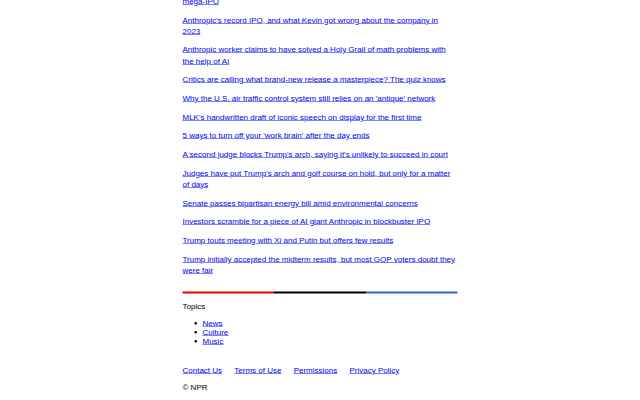 mega-IPO
Anthropic's record IPO, and what Kevin got wrong about the company in
2023
Anthropic worker claims to have solved a Holy Grail of math problems with
the help of AI
Critics are calling what brand-new release a masterpiece? The quiz knows
Why the U.S. air traffic control system still relies on an 'antique' network
MLK's handwritten draft of iconic speech on display for the first time
5 ways to turn off your 'work brain' after the day ends
A second judge blocks Trump's arch, saying it's unlikely to succeed in court
Judges have put Trump's arch and golf course on hold, but only for a matter
of days
Senate passes bipartisan energy bill amid environmental concerns
Investors scramble for a piece of AI giant Anthropic in blockbuster IPO
Trump touts meeting with Xi and Putin but offers few results
Trump initially accepted the midterm results, but most GOP voters doubt they
were fair
Topics
News
Culture
Music
Contact Us Terms of Use Permissions Privacy Policy
© NPR